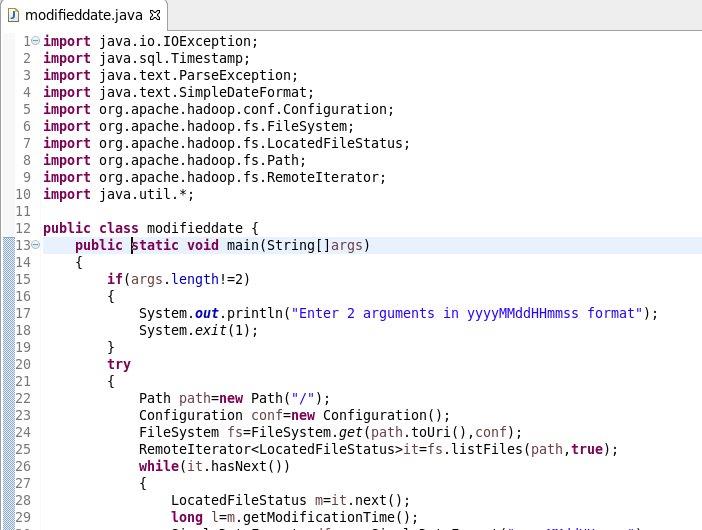 modifieddate.java
1 import java.io.IOException;
2 import java.sql.Timestamp;
3 import java.text.ParseException;
4 import java.text.SimpleDateFormat;
5 import org.apache.hadoop.conf.Configuration;
6 import org.apache.hadoop.fs.FileSystem;
7 import org.apache.hadoop.fs.LocatedFileStatus;
8 import org.apache.hadoop.fs.Path;
9 import org.apache.hadoop.fs.RemoteIterator;
10 import java.util.*;
11
12 public class modifieddate {
13     public static void main(String[]args)
14     {
15         if(args.length!=2)
16         {
17             System.out.println("Enter 2 arguments in yyyyMMddHHmmss format");
18             System.exit(1);
19         }
20         try
21         {
22             Path path=new Path("/");
23             Configuration conf=new Configuration();
24             FileSystem fs=FileSystem.get(path.toUri(),conf);
25             RemoteIterator<LocatedFileStatus>it=fs.listFiles(path,true);
26             while(it.hasNext())
27             {
28                 LocatedFileStatus m=it.next();
29                 long l=m.getModificationTime();